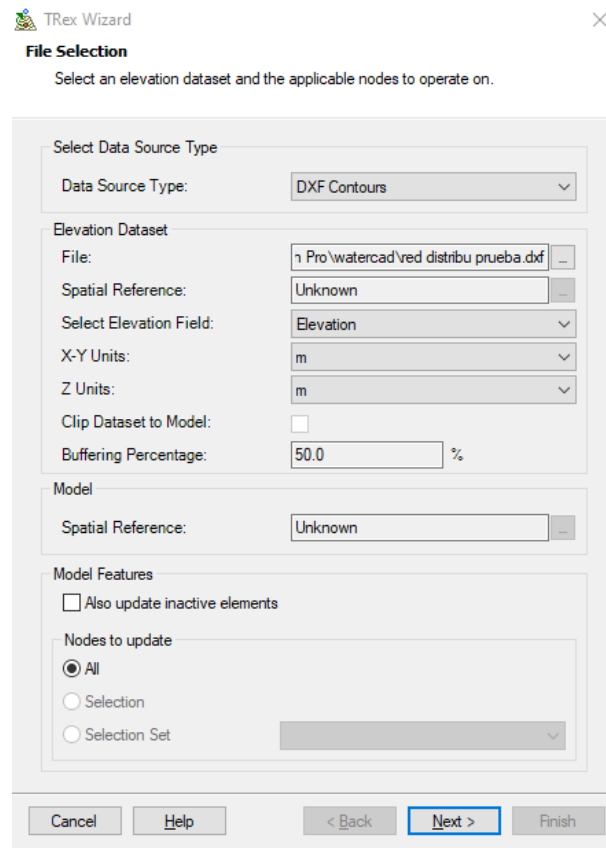 TRex Wizard
File Selection
Select an elevation dataset and the applicable nodes to operate on.
Select Data Source Type
Data Source Type: DXF Contours
Elevation Dataset
File: Pro\watercad\red distribu prueba.dxf ...
Spatial Reference: Unknown ...
Select Elevation Field: Elevation
X-Y Units: m
Z Units: m
Clip Dataset to Model:
Buffering Percentage: 50.0 %
Model
Spatial Reference: Unknown ...
Model Features
Also update inactive elements
Nodes to update
All
Selection
Selection Set
Cancel Help < Back Next > Finish